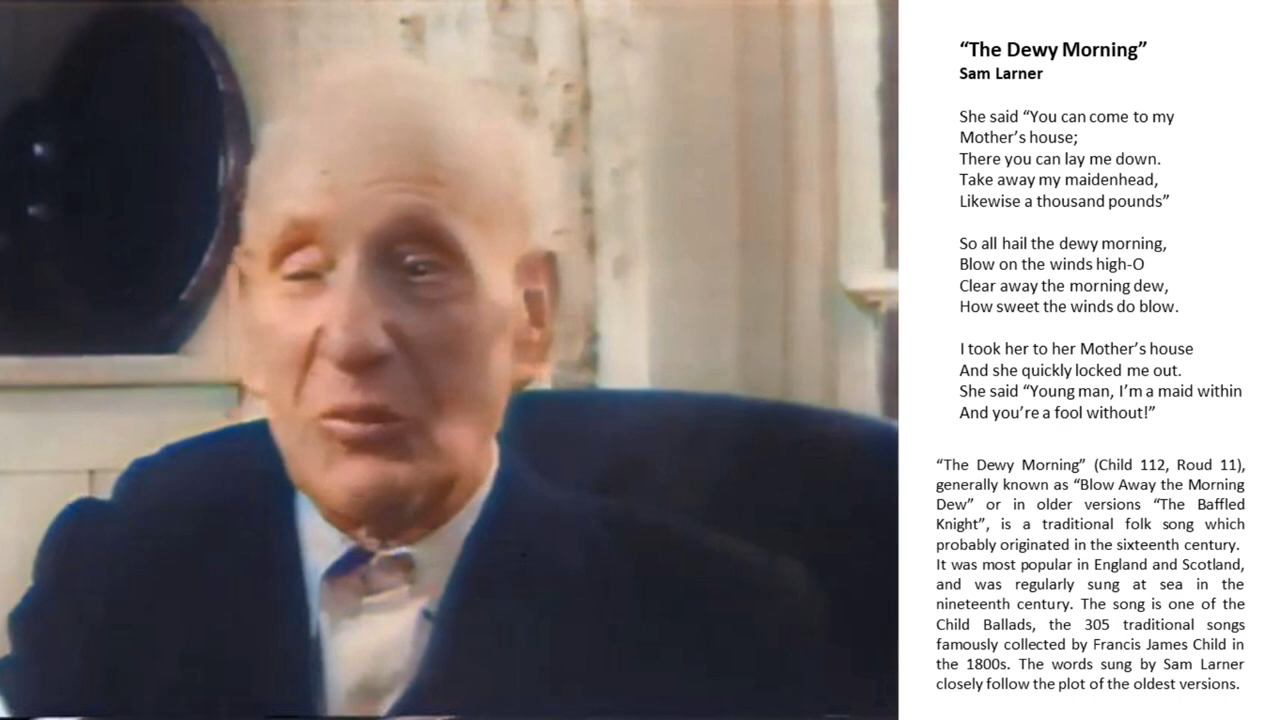 “The Dewy Morning”
Sam Larner
She said “You can come to my
Mother’s house;
There you can lay me down.
Take away my maidenhead,
Likewise a thousand pounds”
So all hail the dewy morning,
Blow on the winds high-O
Clear away the morning dew,
How sweet the winds do blow.
I took her to her Mother’s house
And she quickly locked me out.
She said “Young man, I’m a maid within
And you’re a fool without!”
“The Dewy Morning” (Child 112, Roud 11),
generally known as “Blow Away the Morning
Dew” or in older versions “The Baffled
Knight”, is a traditional folk song which
probably originated in the sixteenth century.
It was most popular in England and Scotland,
and was regularly sung at sea in the
nineteenth century. The song is one of the
Child Ballads, the 305 traditional songs
famously collected by Francis James Child in
the 1800s. The words sung by Sam Larner
closely follow the plot of the oldest versions.